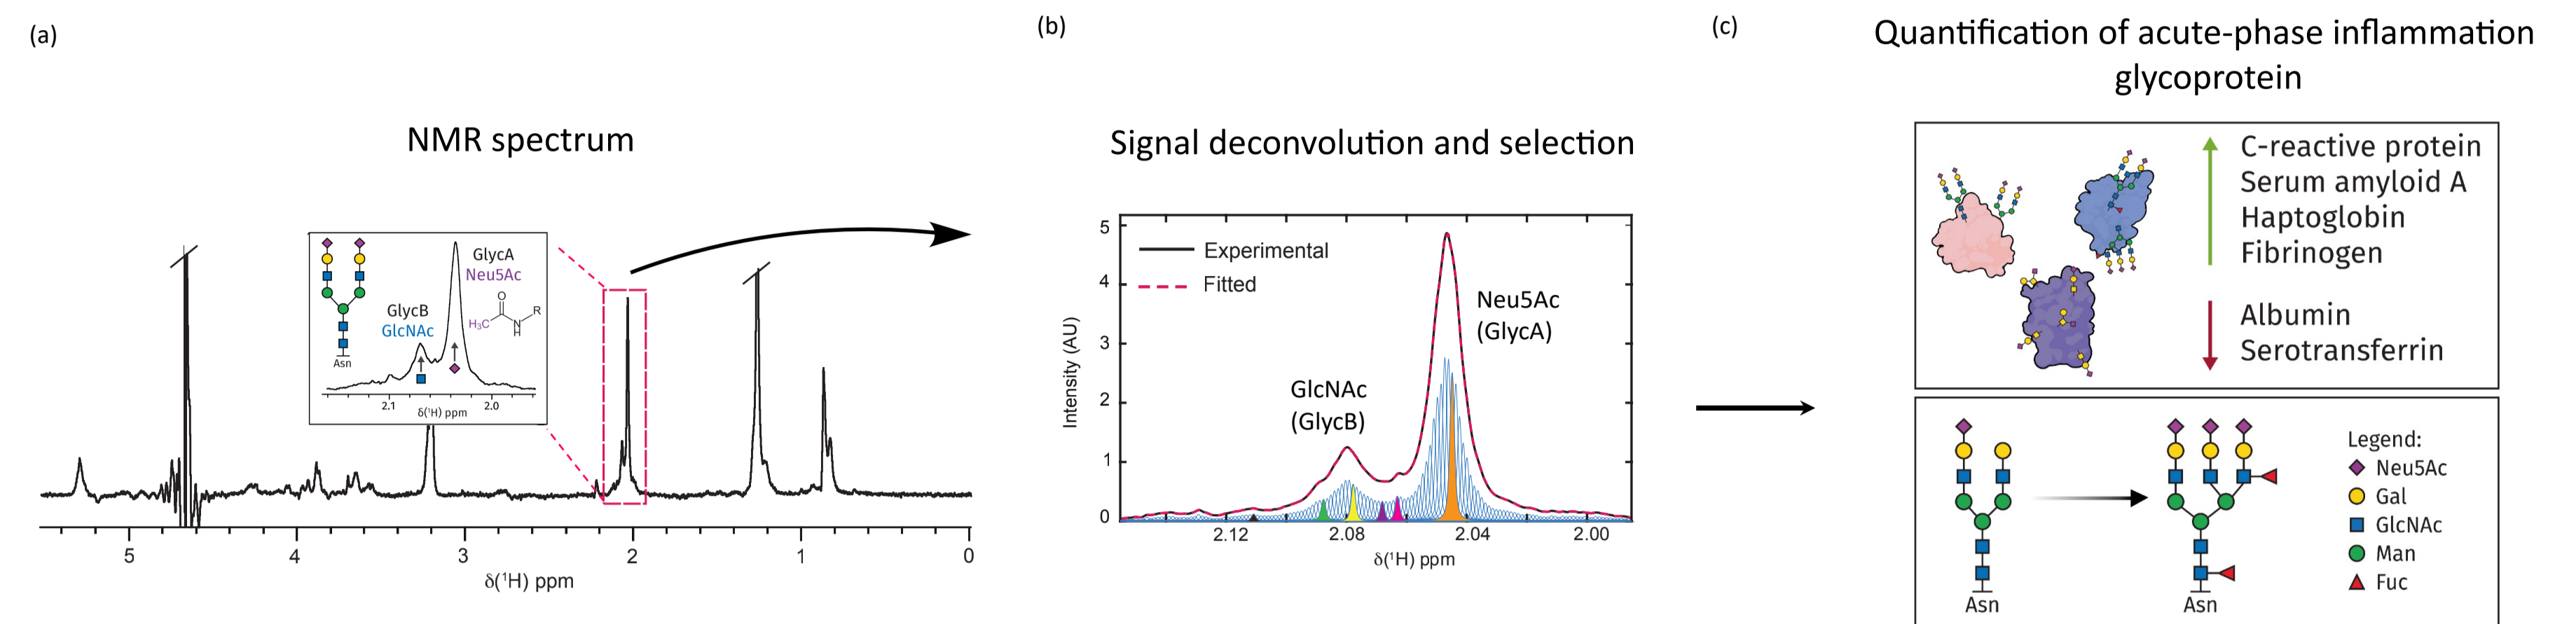 (a)
NMR spectrum
GlycA
Neu5Ac
GlycB
GlcNAc
O
H₃C
N
H
R
Asn
2.1
2.0
δ(¹H) ppm
5
4
3
2
1
0
δ(¹H) ppm
(b)
Signal deconvolution and selection
Experimental
Fitted
Neu5Ac
(GlycA)
GlcNAc
(GlycB)
Intensity (AU)
5
4
3
2
1
0
2.12
2.08
2.04
2.00
δ(¹H) ppm
(c)
Quantification of acute-phase inflammation
glycoprotein
C-reactive protein
Serum amyloid A
Haptoglobin
Fibrinogen
Albumin
Serotransferrin
Asn
Asn
Legend:
Neu5Ac
Gal
GlcNAc
Man
Fuc